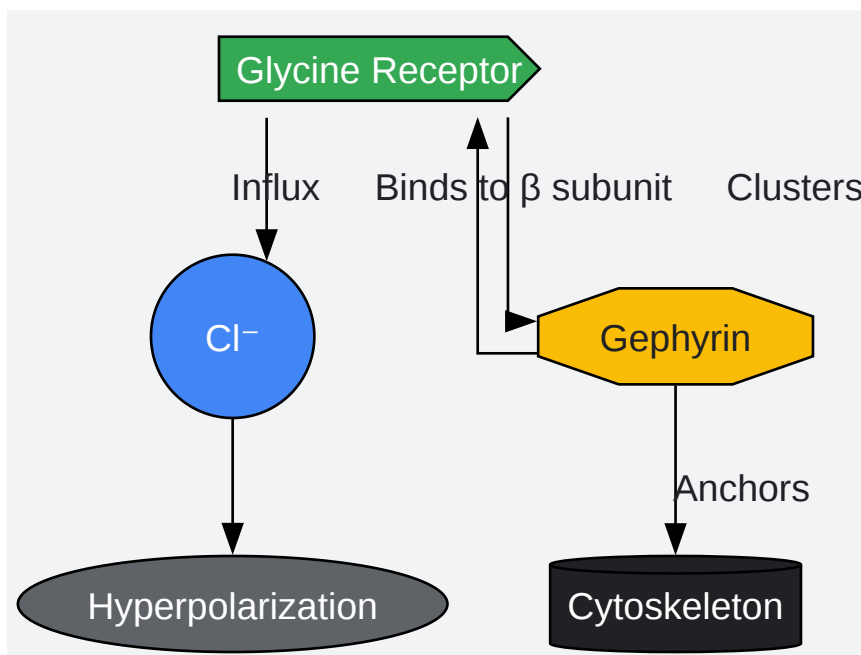 Glycine Receptor
Influx
Binds to β subunit
Clusters
Cl⁻
Gephyrin
Anchors
Hyperpolarization
Cytoskeleton